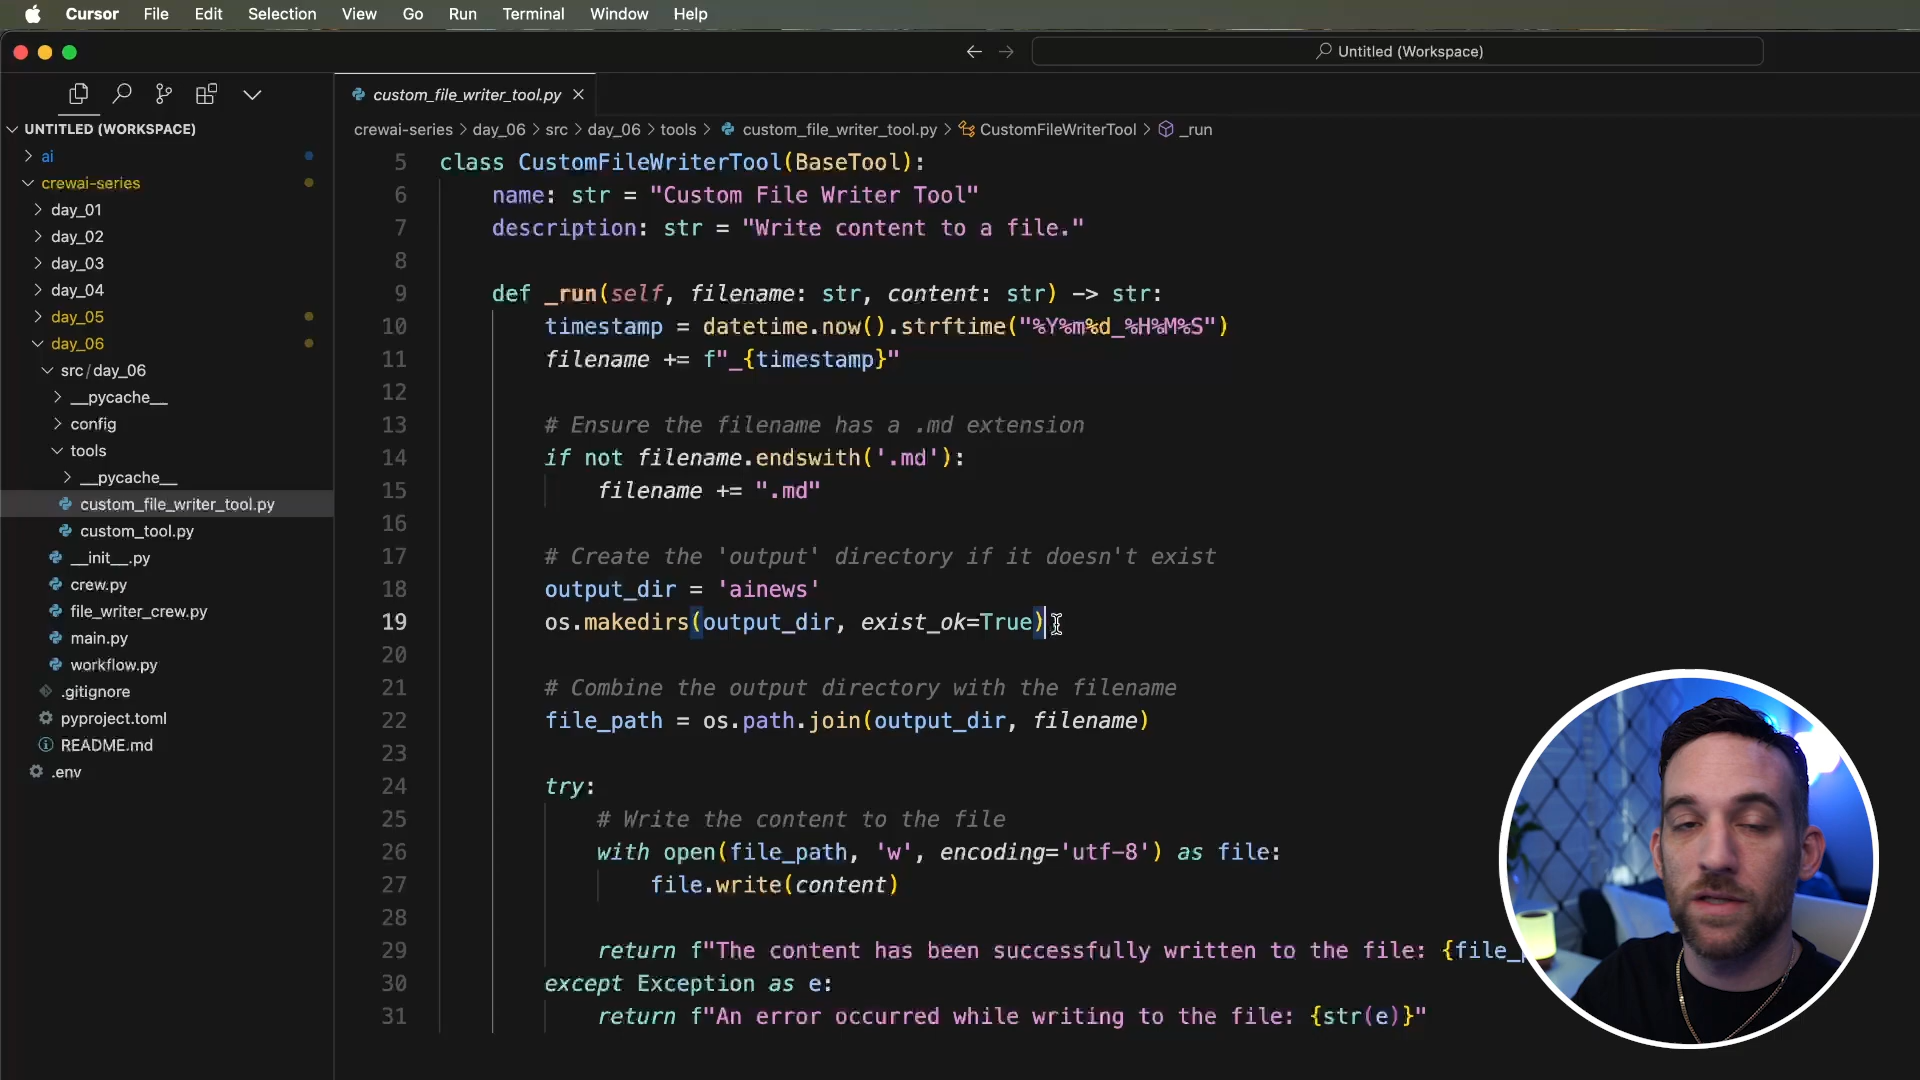 Cursor File Edit Selection View Go Run Terminal Window Help
Untitled (Workspace)
custom_file_writer_tool.py
crewai-series > day_06 > src > day_06 > tools > custom_file_writer_tool.py > CustomFileWriterTool > _run
UNTITLED (WORKSPACE)
ai
crewai-series
day_01
day_02
day_03
day_04
day_05
day_06
src/day_06
__pycache__
config
tools
__pycache__
custom_file_writer_tool.py
custom_tool.py
__init__.py
crew.py
file_writer_crew.py
main.py
workflow.py
.gitignore
pyproject.toml
README.md
.env
5 class CustomFileWriterTool(BaseTool):
6 name: str = "Custom File Writer Tool"
7 description: str = "Write content to a file."
8
9 def _run(self, filename: str, content: str) -> str:
10 timestamp = datetime.now().strftime("%Y%m%d_%H%M%S")
11 filename += f"_{timestamp}"
12
13 # Ensure the filename has a .md extension
14 if not filename.endswith('.md'):
15 filename += ".md"
16
17 # Create the 'output' directory if it doesn't exist
18 output_dir = 'ainews'
19 os.makedirs(output_dir, exist_ok=True)
20
21 # Combine the output directory with the filename
22 file_path = os.path.join(output_dir, filename)
23
24 try:
25 # Write the content to the file
26 with open(file_path, 'w', encoding='utf-8') as file:
27 file.write(content)
28
29 return f"The content has been successfully written to the file: {file_
30 except Exception as e:
31 return f"An error occurred while writing to the file: {str(e)}"